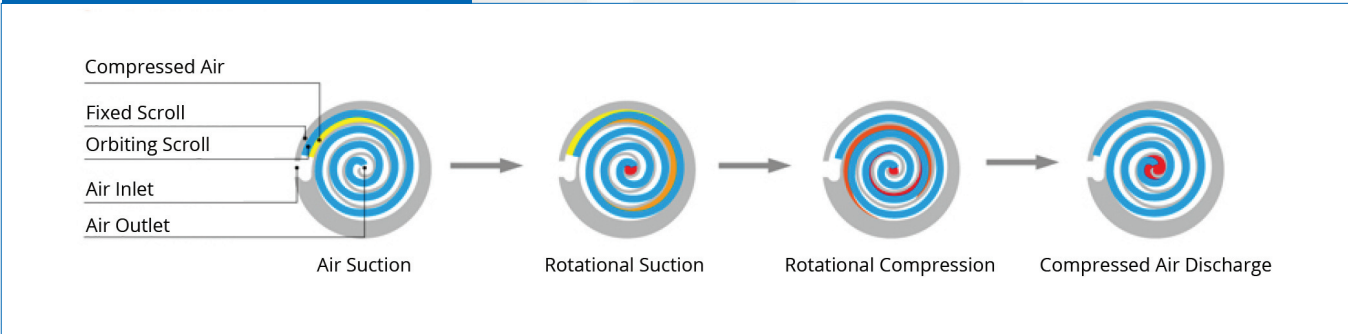 Compressed Air
Fixed Scroll
Orbiting Scroll
Air Inlet
Air Outlet
Air Suction
Rotational Suction
Rotational Compression
Compressed Air Discharge